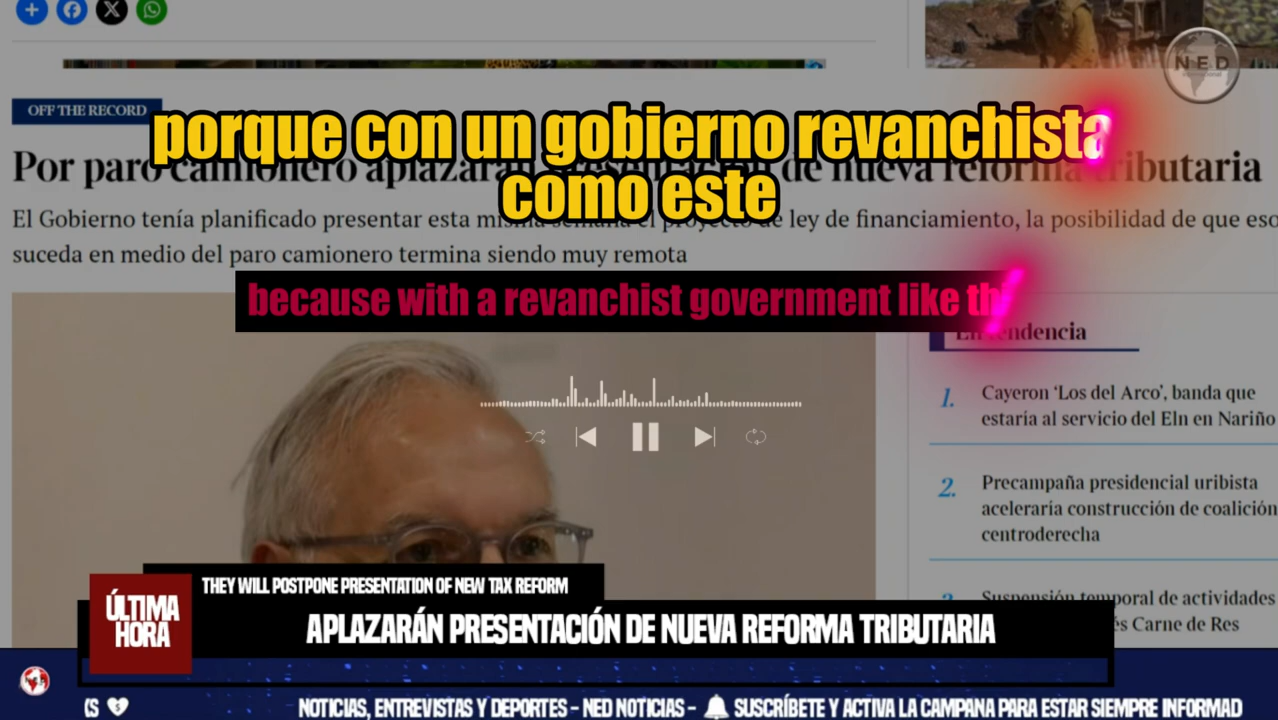 NED
OFF THE RECORD
porque con un gobierno revanchista
como este
Por paro camionero de nueva reforma tributaria
El Gobierno tenía planificado presentar esta misma semana el proyecto de ley de financiamiento, la posibilidad de que eso
suceda en medio del paro camionero termina siendo muy remota
because with a revanchist government like
En tendencia
1. Cayeron ‘Los del Arco’, banda que
estaría al servicio del Eln en Nariño
2. Precampaña presidencial uribista
aceleraría construcción de coalición
centroderecha
Suspensión temporal de actividades
Carne de Res
THEY WILL POSTPONE PRESENTATION OF NEW TAX REFORM
ÚLTIMA
HORA
APLAZARÁN PRESENTACIÓN DE NUEVA REFORMA TRIBUTARIA
NOTICIAS, ENTREVISTAS Y DEPORTES - NED NOTICIAS - SUSCRÍBETE Y ACTIVA LA CAMPANA PARA ESTAR SIEMPRE INFORMAD